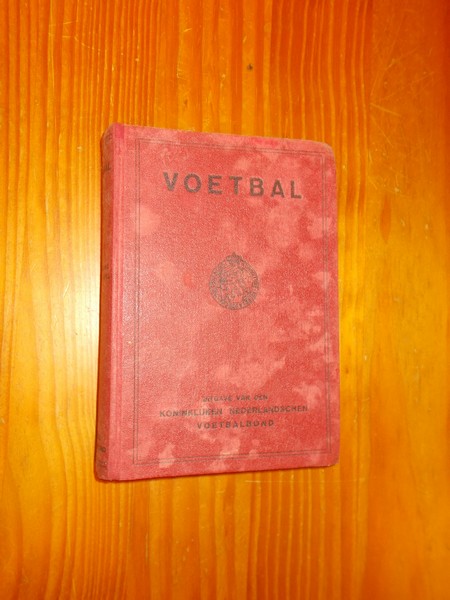 VOETBAL
UITGAVE VAN DEN
KONINKLIJKEN NEDERLANDSCHEN
VOETBALBOND